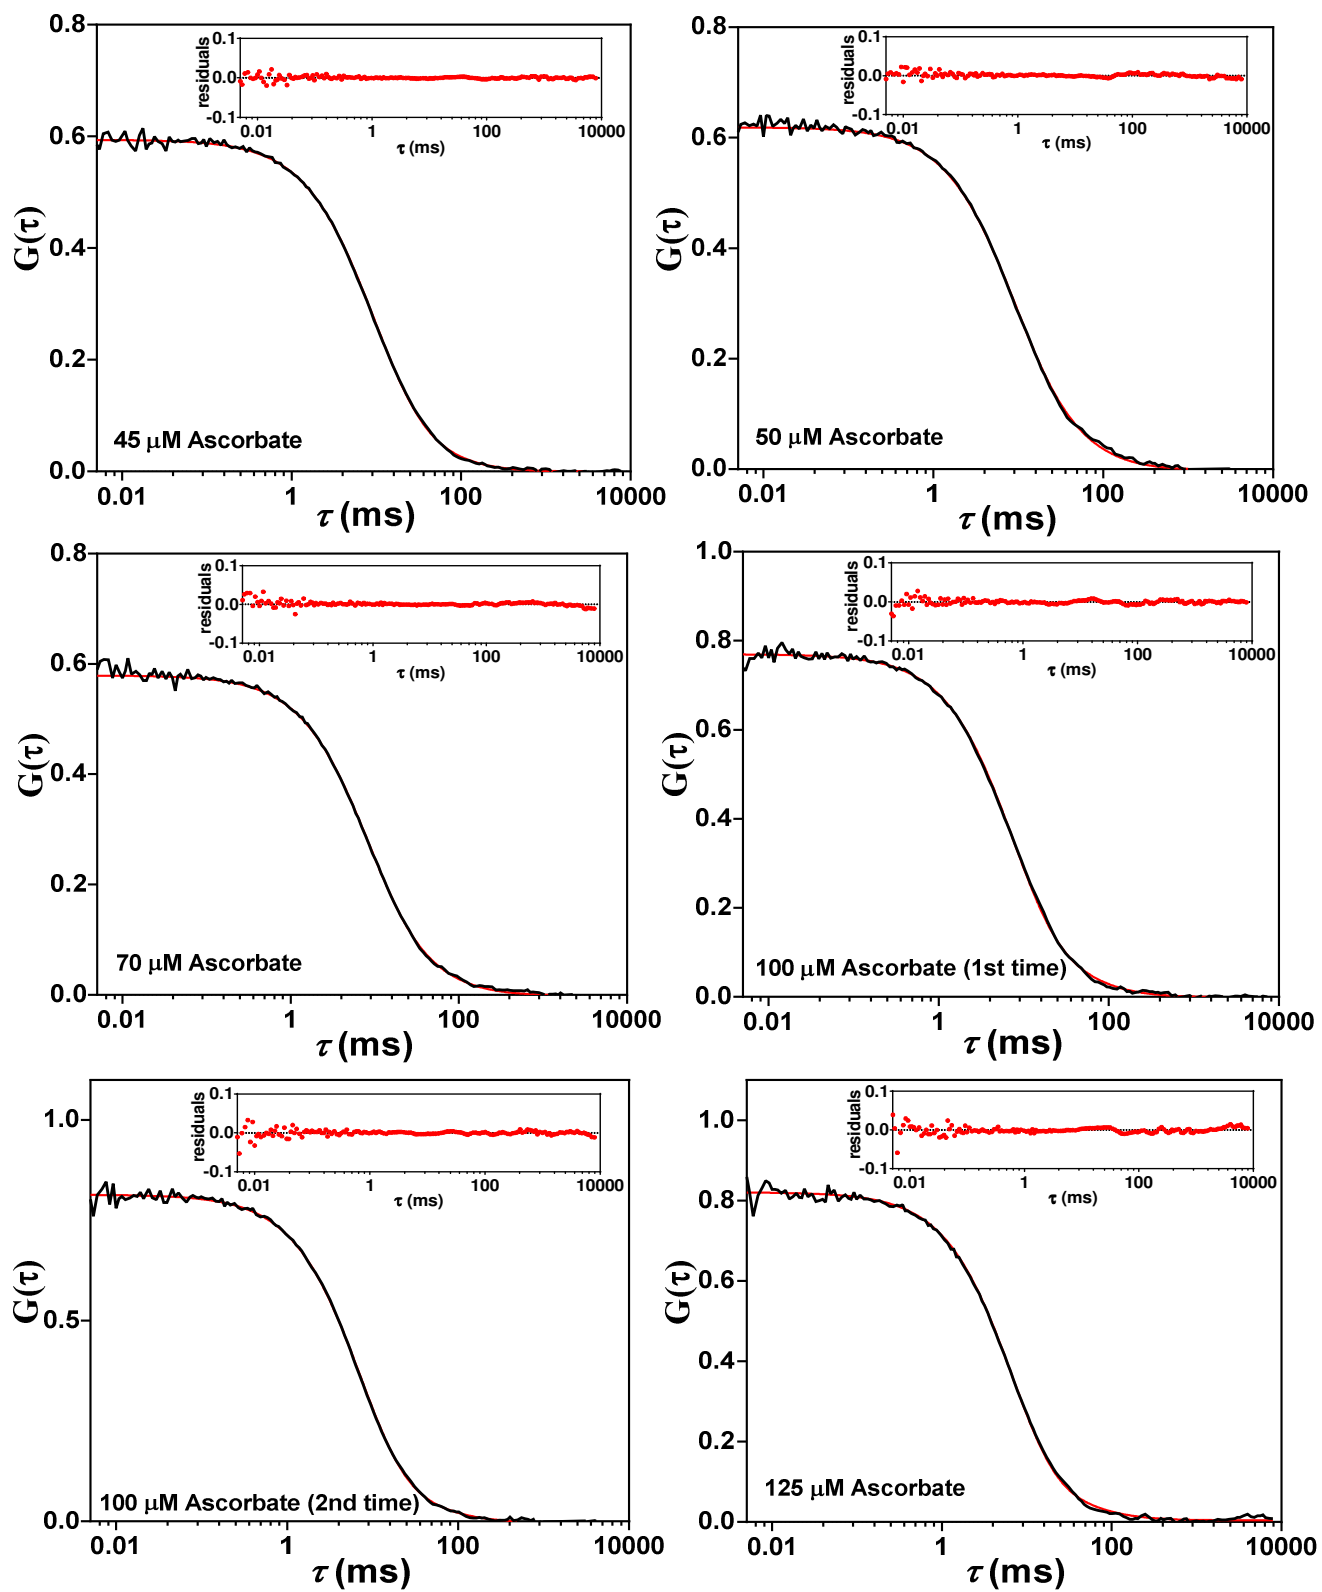 0.8
0.6
0.4
0.2
0.0
G(τ)
0.1
0.0
-0.1
residuals
0.01 1 100 10000
τ (ms)
45 μM Ascorbate
0.01 1 100 10000
τ (ms)
0.8
0.6
0.4
0.2
0.0
G(τ)
0.1
0.0
-0.1
residuals
0.01 1 100 10000
τ (ms)
50 μM Ascorbate
0.01 1 100 10000
τ (ms)
0.8
0.6
0.4
0.2
0.0
G(τ)
0.1
0.0
-0.1
residuals
0.01 1 100 10000
τ (ms)
70 μM Ascorbate
0.01 1 100 10000
τ (ms)
1.0
0.8
0.6
0.4
0.2
0.0
G(τ)
0.1
0.0
-0.1
residuals
0.01 1 100 10000
τ (ms)
100 μM Ascorbate (1st time)
0.01 1 100 10000
τ (ms)
1.0
0.5
0.0
G(τ)
0.1
0.0
-0.1
residuals
0.01 1 100 10000
τ (ms)
100 μM Ascorbate (2nd time)
0.01 1 100 10000
τ (ms)
1.0
0.8
0.6
0.4
0.2
0.0
G(τ)
0.1
0.0
-0.1
residuals
0.01 1 100 10000
τ (ms)
125 μM Ascorbate
0.01 1 100 10000
τ (ms)